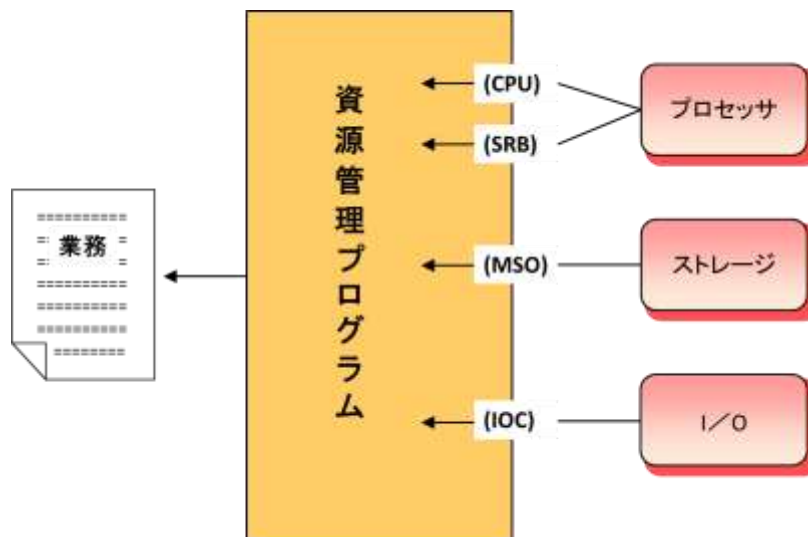 資源管理プログラム
(CPU)
(SRB)
プロセッサ
業務
(MSO)
ストレージ
(IOC)
I/O